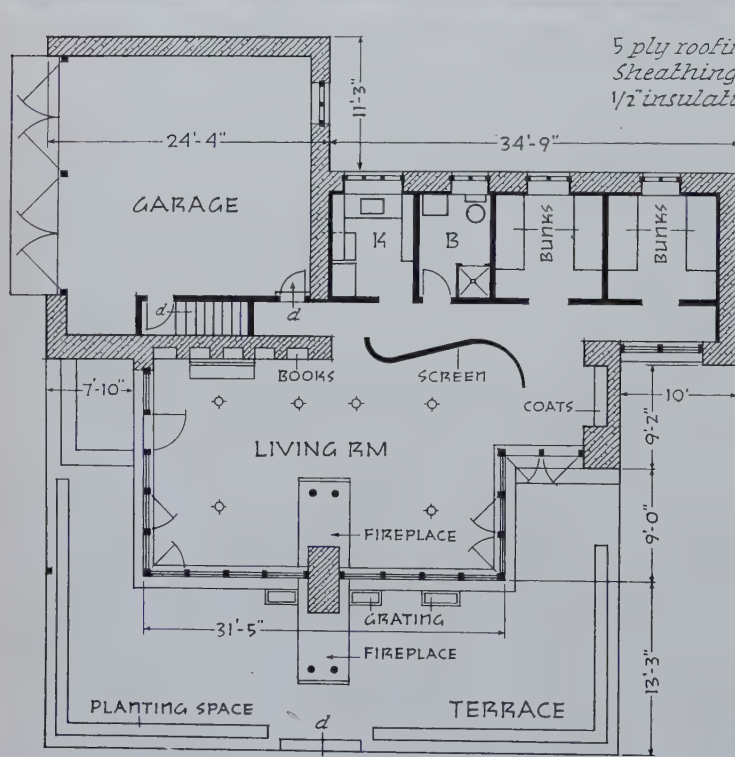 5 ply roofin
Sheathing
1/2" insulati
11'-3"
24'-4"
34'-9"
GARAGE
K
B
BUNKS
BUNKS
d
d
BOOKS
SCREEN
7'-10"
10'
COATS
9'-2"
LIVING RM
9'-0"
FIREPLACE
GRATING
31'-5"
FIREPLACE
13'-3"
PLANTING SPACE
d
TERRACE